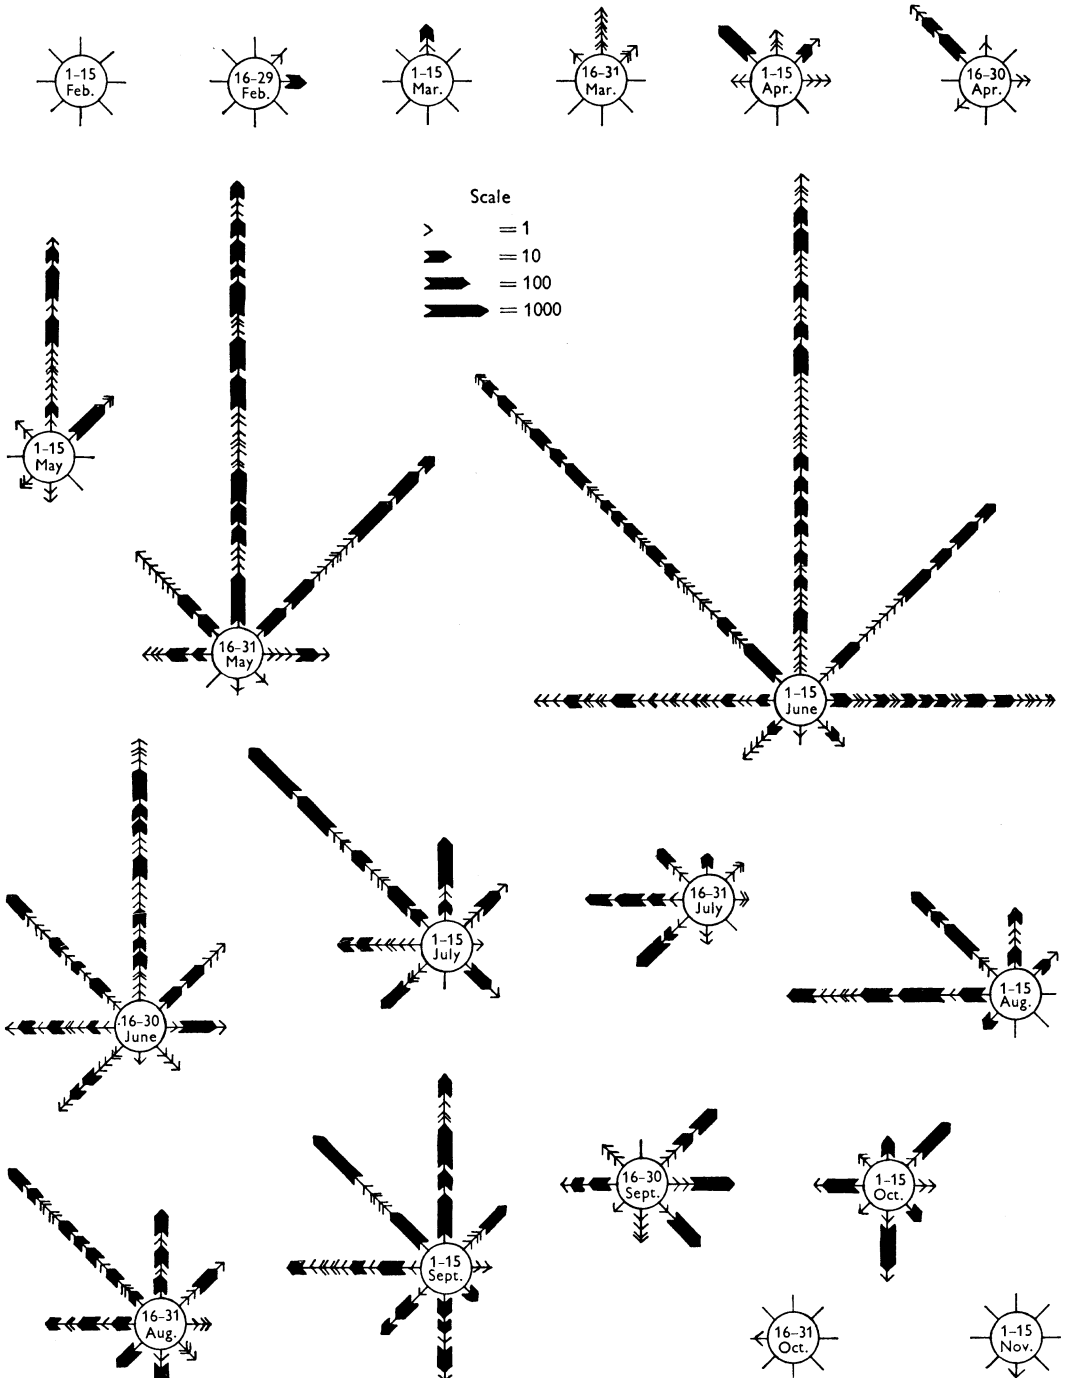 1–15
Feb.
16–29
Feb.
1–15
Mar.
16–31
Mar.
1–15
Apr.
16–30
Apr.
Scale
= 1
= 10
= 100
= 1000
1–15
May
16–31
May
1–15
June
16–30
June
1–15
July
16–31
July
1–15
Aug.
16–31
Aug.
1–15
Sept.
16–30
Sept.
1–15
Oct.
16–31
Oct.
1–15
Nov.